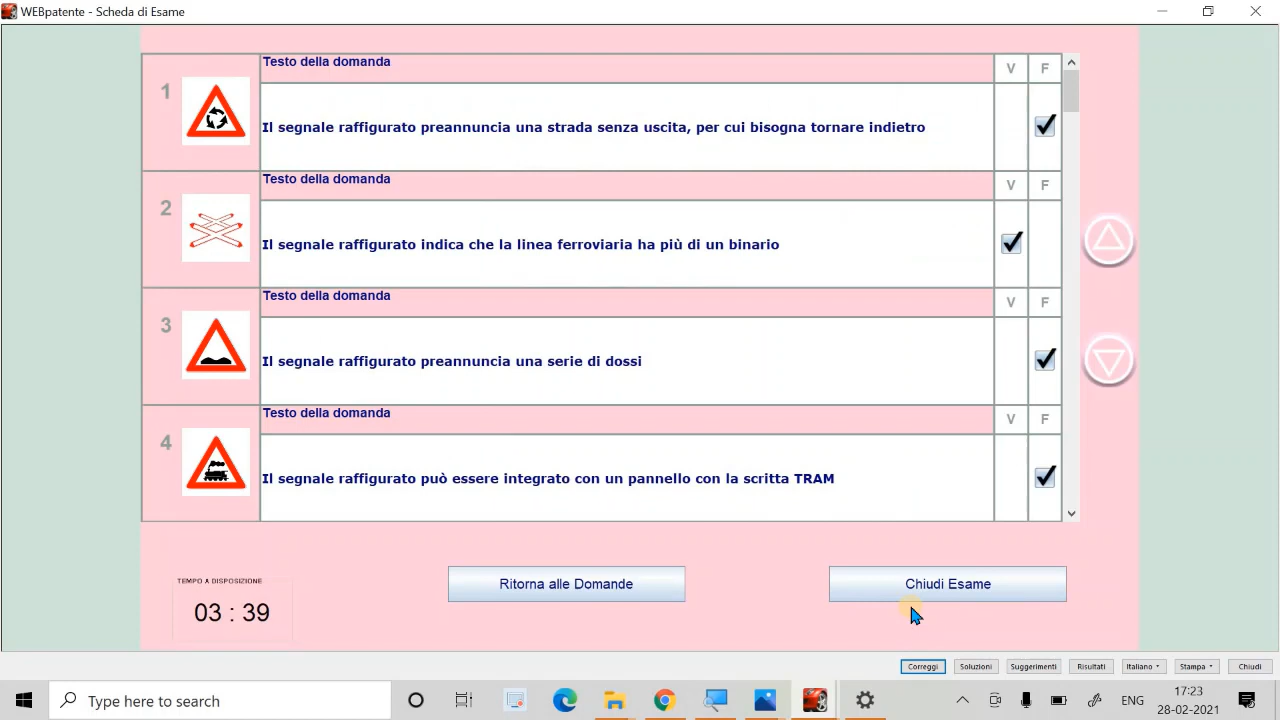 WEBpatente - Scheda di Esame
Testo della domanda
V F
1
Il segnale raffigurato preannuncia una strada senza uscita, per cui bisogna tornare indietro
Testo della domanda
V F
2
Il segnale raffigurato indica che la linea ferroviaria ha più di un binario
Testo della domanda
V F
3
Il segnale raffigurato preannuncia una serie di dossi
Testo della domanda
V F
4
Il segnale raffigurato può essere integrato con un pannello con la scritta TRAM
TEMPO A DISPOSIZIONE
03 : 39
Ritorna alle Domande
Chiudi Esame
Correggi Soluzioni Suggerimenti Risultati Italiano Stampa Chiudi
Type here to search
ENG
17:23
28-02-2021